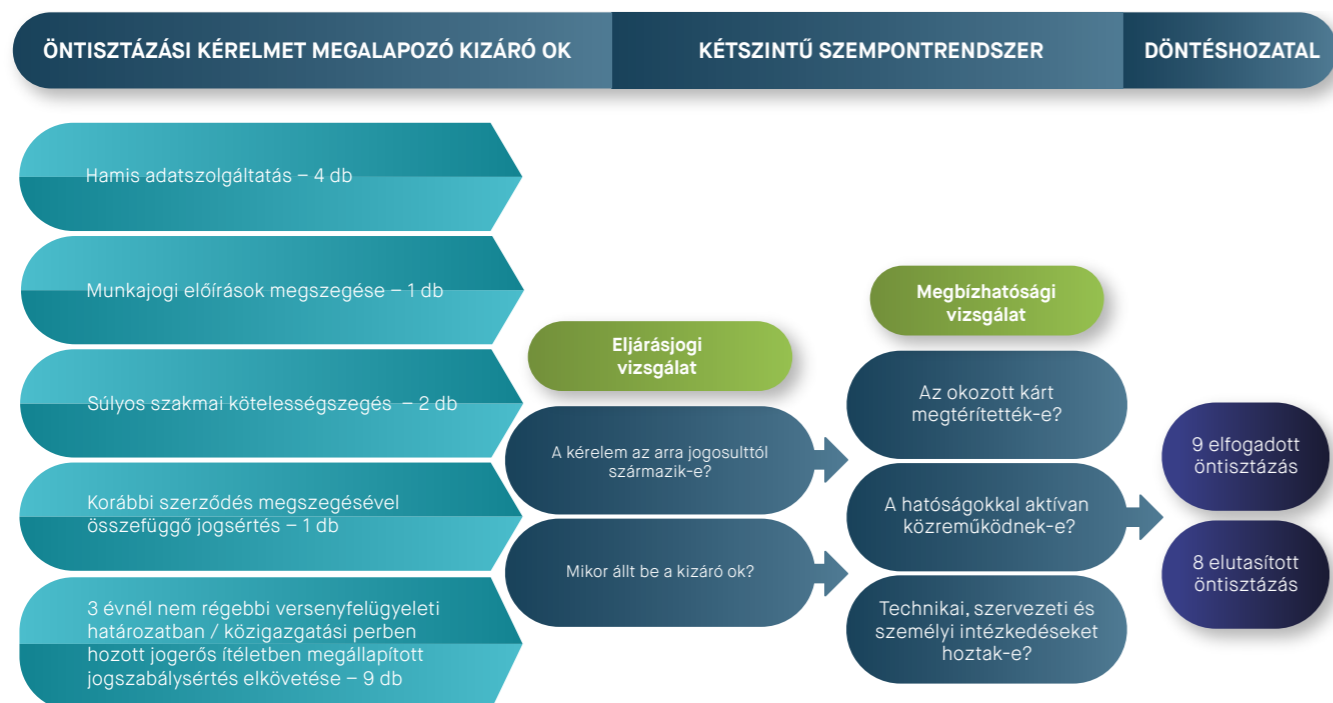 ÖNTISZTÁZÁSI KÉRELMET MEGALAPOZÓ KIZÁRÓ OK
KÉTSZINTŰ SZEMPONTRENDSZER
DÖNTÉSHOZATAL
Hamis adatszolgáltatás – 4 db
Munkajogi előírások megszegése – 1 db
Súlyos szakmai kötelességszegés – 2 db
Korábbi szerződés megszegésével
összefüggő jogsértés – 1 db
3 évnél nem régebbi versenyfelügyeleti
határozatban / közigazgatási perben
hozott jogerős ítéletben megállapított
jogszabálysértés elkövetése – 9 db
Eljárásjogi
vizsgálat
A kérelem az arra jogosulttól
származik-e?
Mikor állt be a kizáró ok?
Megbízhatósági
vizsgálat
Az okozott kárt
megtérítették-e?
A hatóságokkal aktívan
közreműködnek-e?
Technikai, szervezeti és
személyi intézkedéseket
hoztak-e?
9 elfogadott
öntisztázás
8 elutasított
öntisztázás